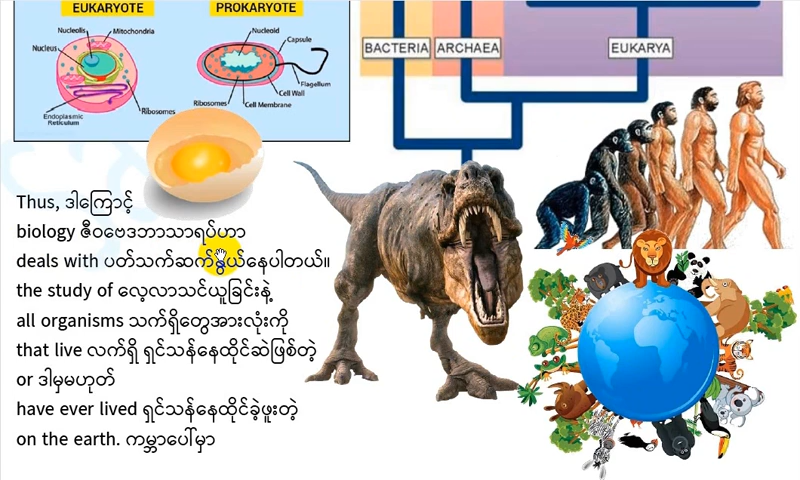 EUKARYOTE
PROKARYOTE
Nucleolis
Mitochondria
Nucleus
Ribosomes
Endoplasmic
Reticulum
Nucleoid
Capsule
Flagellum
Cell Wall
Cell Membrane
Ribosomes
BACTERIA
ARCHAEA
EUKARYA
Thus, ဒါကြောင့်
biology ဇီဝဗေဒဘာသာရပ်ဟာ
deals with ပတ်သက်ဆက်နွယ်နေပါတယ်။
the study of လေ့လာသင်ယူခြင်းနဲ့
all organisms သက်ရှိတွေအားလုံးကို
that live လက်ရှိ ရှင်သန်နေထိုင်ဆဲဖြစ်တဲ့
or ဒါမှမဟုတ်
have ever lived ရှင်သန်နေထိုင်ခဲ့ဖူးတဲ့
on the earth. ကမ္ဘာပေါ်မှာ